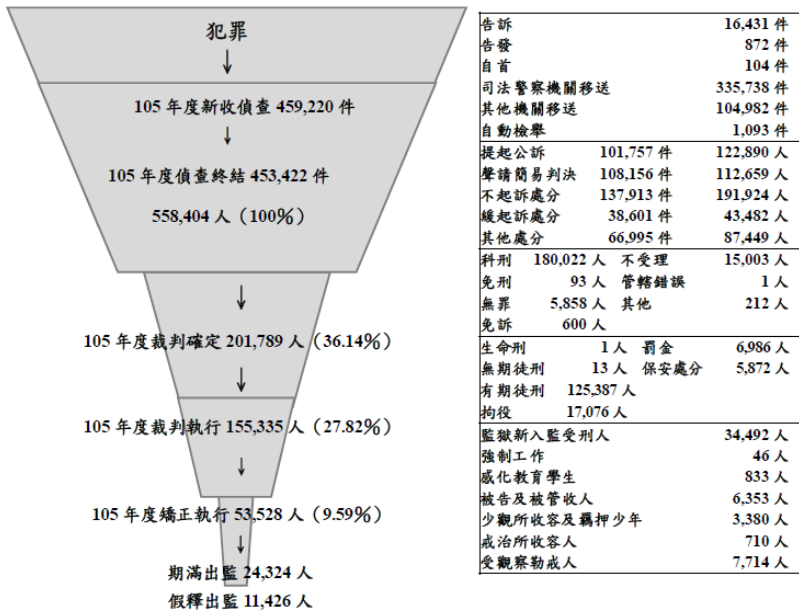 犯罪
105 年度新收偵查 459,220 件
105 年度偵查終結 453,422 件
558,404 人（100%）
105 年度裁判確定 201,789 人（36.14%）
105 年度裁判執行 155,335 人（27.82%）
105 年度矯正執行 53,528 人（9.59%）
期滿出監 24,324 人
假釋出監 11,426 人
告訴 16,431 件
告發 872 件
自首 104 件
司法警察機關移送 335,738 件
其他機關移送 104,982 件
自動檢舉 1,093 件
提起公訴 101,757 件 122,890 人
聲請簡易判決 108,156 件 112,659 人
不起訴處分 137,913 件 191,924 人
緩起訴處分 38,601 件 43,482 人
其他處分 66,995 件 87,449 人
科刑 180,022 人 不受理 15,003 人
免刑 93 人 管轄錯誤 1 人
無罪 5,858 人 其他 212 人
免訴 600 人
生命刑 1 人 罰金 6,986 人
無期徒刑 13 人 保安處分 5,872 人
有期徒刑 125,387 人
拘役 17,076 人
監獄新入監受刑人 34,492 人
強制工作 46 人
感化教育學生 833 人
被告及被管收人 6,353 人
少觀所收容及羈押少年 3,380 人
戒治所收容人 710 人
受觀察勒戒人 7,714 人